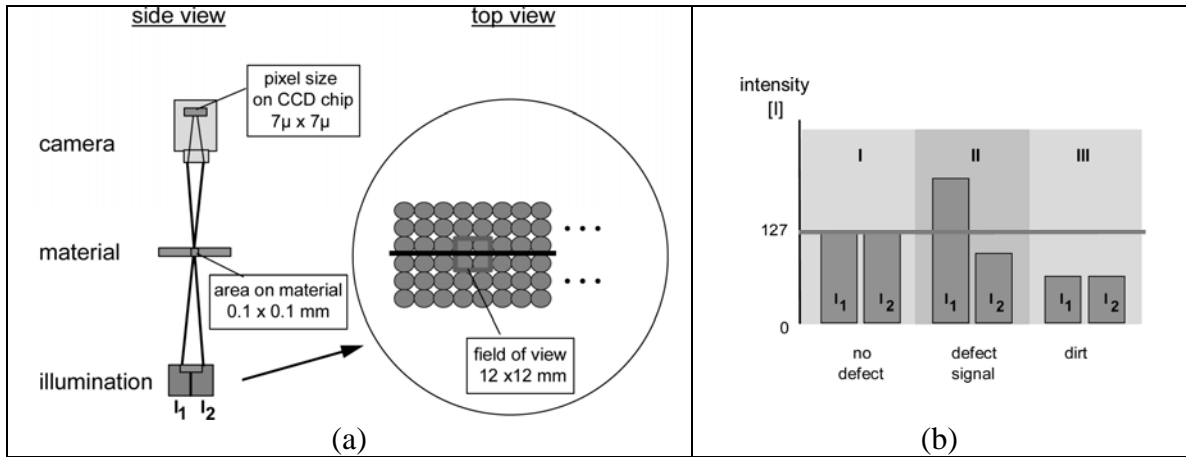 side view
top view
pixel size
on CCD chip
7µ x 7µ
camera
material
area on material
0.1 x 0.1 mm
field of view
12 x12 mm
illumination
I1 I2
(a)
intensity
[I]
I II III
127
I1 I2 I1 I2 I1 I2
0
no
defect
defect
signal
dirt
(b)